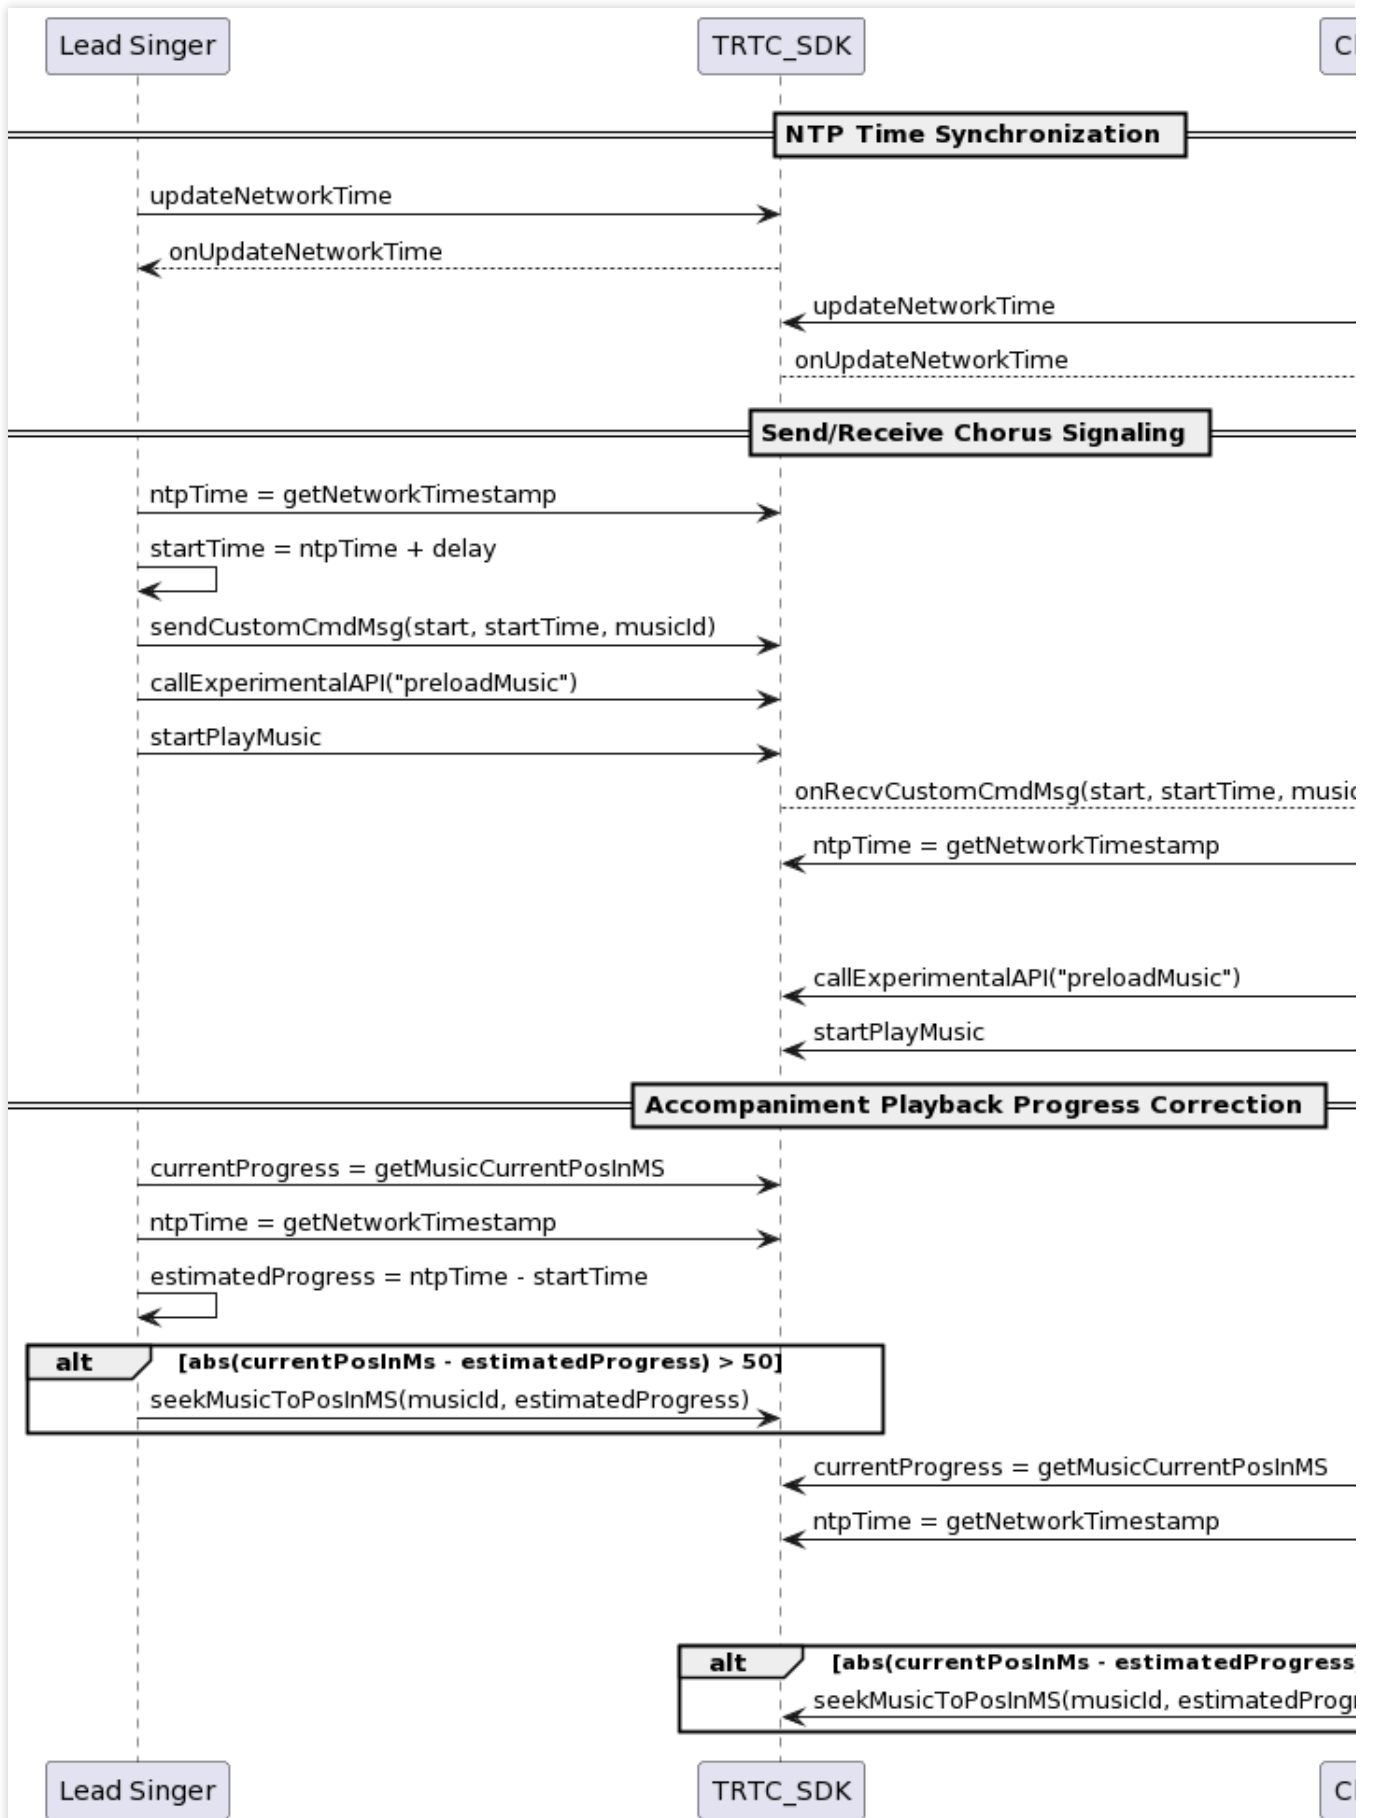 Lead Singer
TRTC_SDK
NTP Time Synchronization
updateNetworkTime
onUpdateNetworkTime
updateNetworkTime
onUpdateNetworkTime
Send/Receive Chorus Signaling
ntpTime = getNetworkTimestamp
startTime = ntpTime + delay
sendCustomCmdMsg(start, startTime, musicId)
callExperimentalAPI("preloadMusic")
startPlayMusic
onRecvCustomCmdMsg(start, startTime,
ntpTime = getNetworkTimestamp
callExperimentalAPI("preloadMusic")
startPlayMusic
Accompaniment Playback Progress Correction
currentProgress = getMusicCurrentPosInMS
ntpTime = getNetworkTimestamp
estimatedProgress = ntpTime - startTime
alt [abs(currentPosInMs - estimatedProgress) > 50]
seekMusicToPosInMS(musicId, estimatedProgress)
currentProgress = getMusicCurrentPosInMS
ntpTime = getNetworkTimestamp
alt [abs(currentPosInMs - estimatedProgress
seekMusicToPosInMS(musicId,
Lead Singer
TRTC_SDK